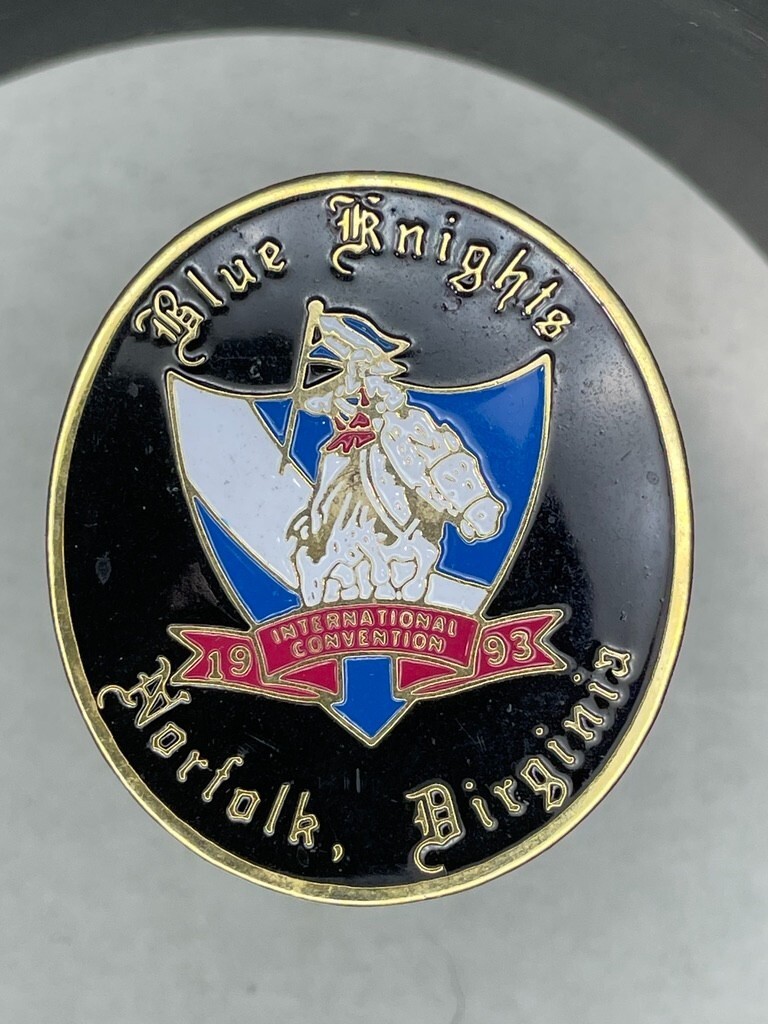 Blue Knights
INTERNATIONAL
19 CONVENTION 93
Norfolk, Virginia